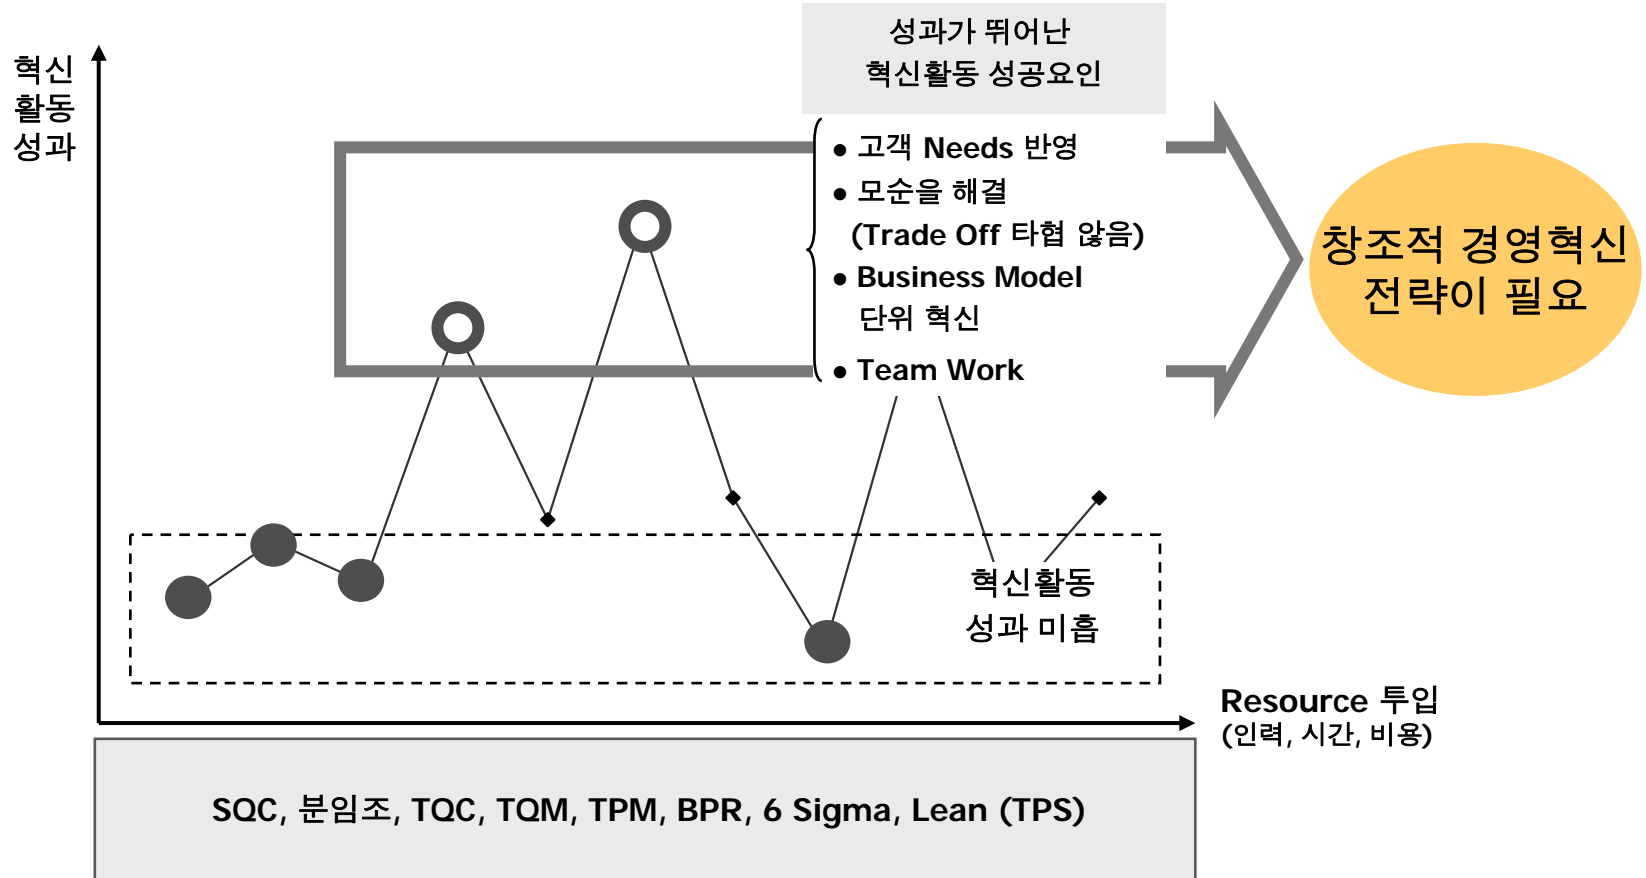 성과가 뛰어난
혁신활동 성공요인
혁신
활동
성과
● 고객 Needs 반영
● 모순을 해결
(Trade Off 타협 않음)
● Business Model
단위 혁신
● Team Work
창조적 경영혁신
전략이 필요
혁신활동
성과 미흡
Resource 투입
(인력, 시간, 비용)
SQC, 분임조, TQC, TQM, TPM, BPR, 6 Sigma, Lean (TPS)